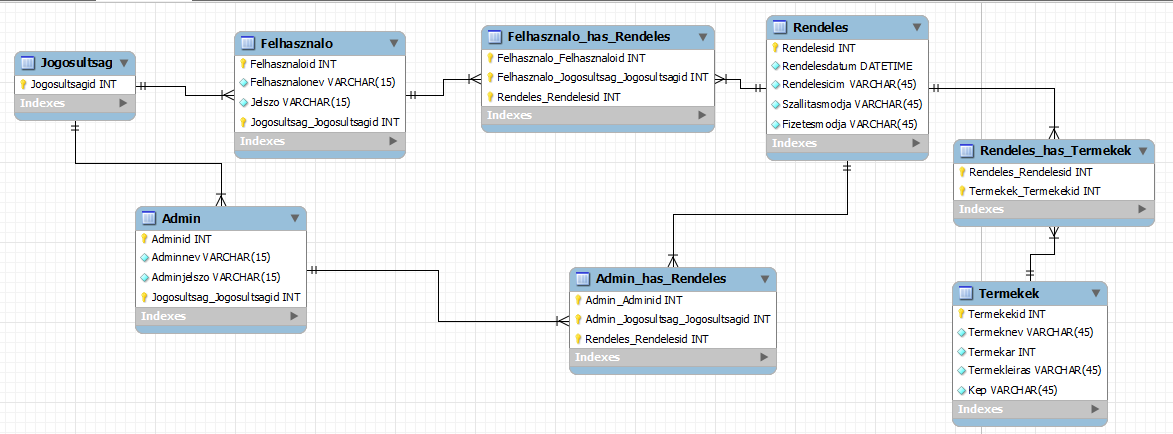 Jogosultsag
Jogosultsagid INT
Indexes
Felhasznalo
Felhasznaloid INT
Felhasznalonev VARCHAR(15)
Jelszo VARCHAR(15)
Jogosultsag_Jogosultsagid INT
Indexes
Felhasznalo_has_Rendeles
Felhasznalo_Felhasznaloid INT
Felhasznalo_Jogosultsag_Jogosultsagid INT
Rendeles_Rendelesid INT
Indexes
Rendeles
Rendelesid INT
Rendelesdatum DATETIME
Rendelesicim VARCHAR(45)
Szallitasmodja VARCHAR(45)
Fizetesmodja VARCHAR(45)
Indexes
Rendeles_has_Termekek
Rendeles_Rendelesid INT
Termekek_Termekekid INT
Indexes
Admin
Adminid INT
Adminnev VARCHAR(15)
Adminjelszo VARCHAR(15)
Jogosultsag_Jogosultsagid INT
Indexes
Admin_has_Rendeles
Admin_Adminid INT
Admin_Jogosultsag_Jogosultsagid INT
Rendeles_Rendelesid INT
Indexes
Termekek
Termekekid INT
Termeknev VARCHAR(45)
Termekar INT
Termekleiras VARCHAR(45)
Kep VARCHAR(45)
Indexes